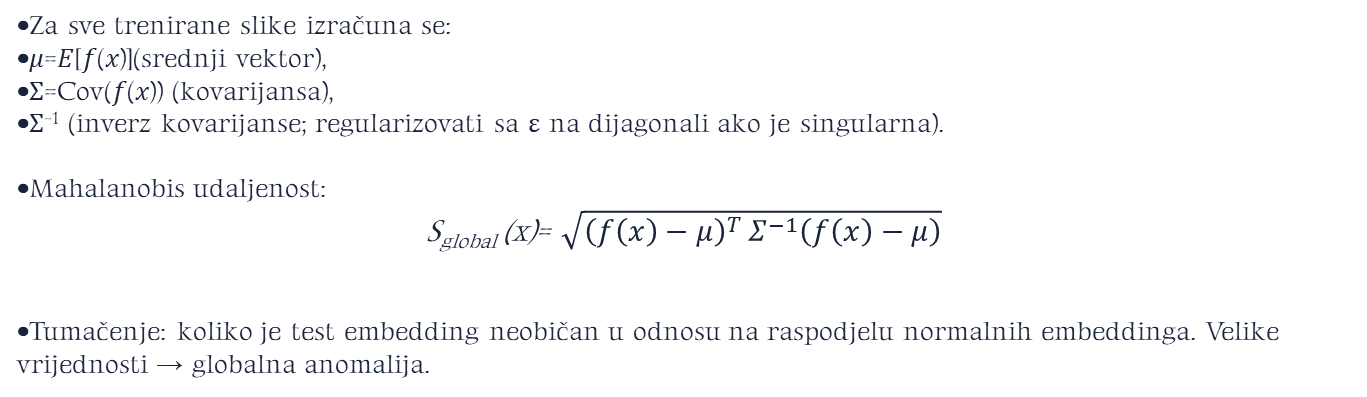 •Za sve trenirane slike izračuna se:
•μ=E[f(x)](srednji vektor),
•Σ=Cov(f(x)) (kovarijansa),
•Σ⁻¹ (inverz kovarijanse; regularizovati sa ε na dijagonali ako je singularna).
•Mahalanobis udaljenost:
S_global (x)= √((f(x) − μ)ᵀ Σ⁻¹(f(x) − μ))
•Tumačenje: koliko je test embedding neobičan u odnosu na raspodjelu normalnih embeddinga. Velike
vrijednosti → globalna anomalija.